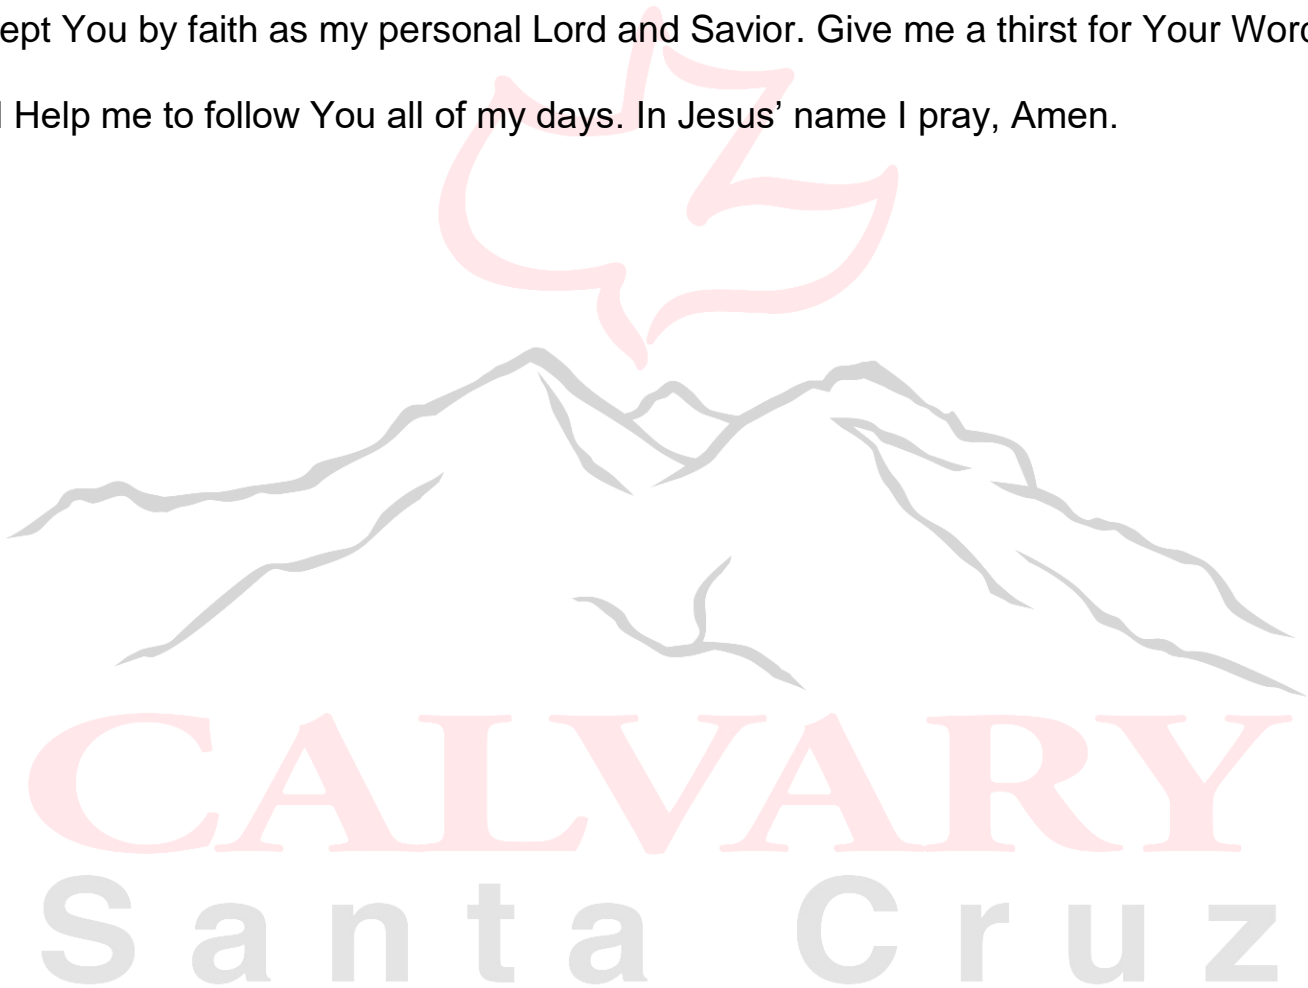 ept You by faith as my personal Lord and Savior. Give me a thirst for Your Word
Help me to follow You all of my days. In Jesus’ name I pray, Amen.
CALVARY
Santa Cruz